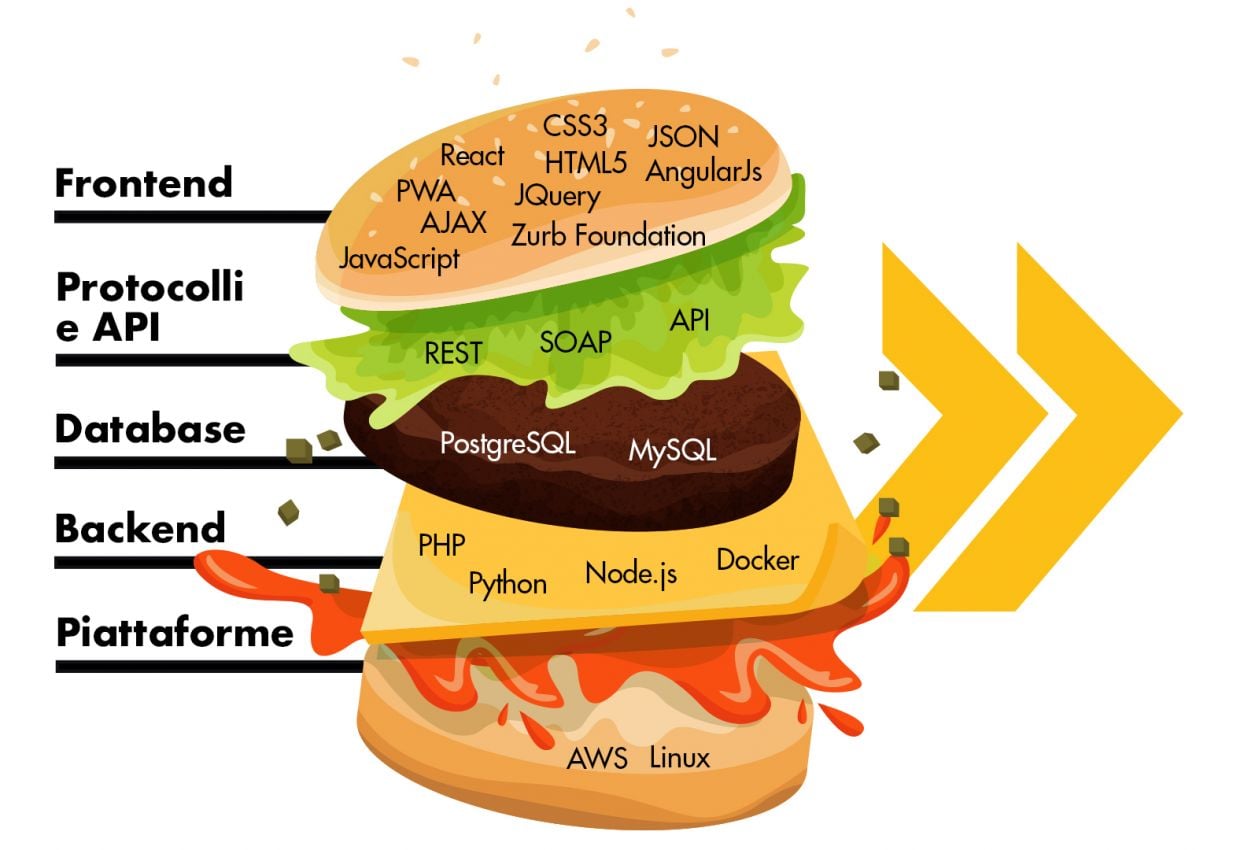 Frontend
CSS3
JSON
React
HTML5
AngularJs
PWA
JQuery
AJAX
Zurb Foundation
JavaScript
Protocolli
e API
REST
SOAP
API
Database
PostgreSQL
MySQL
Backend
PHP
Python
Node.js
Docker
Piattaforme
AWS
Linux